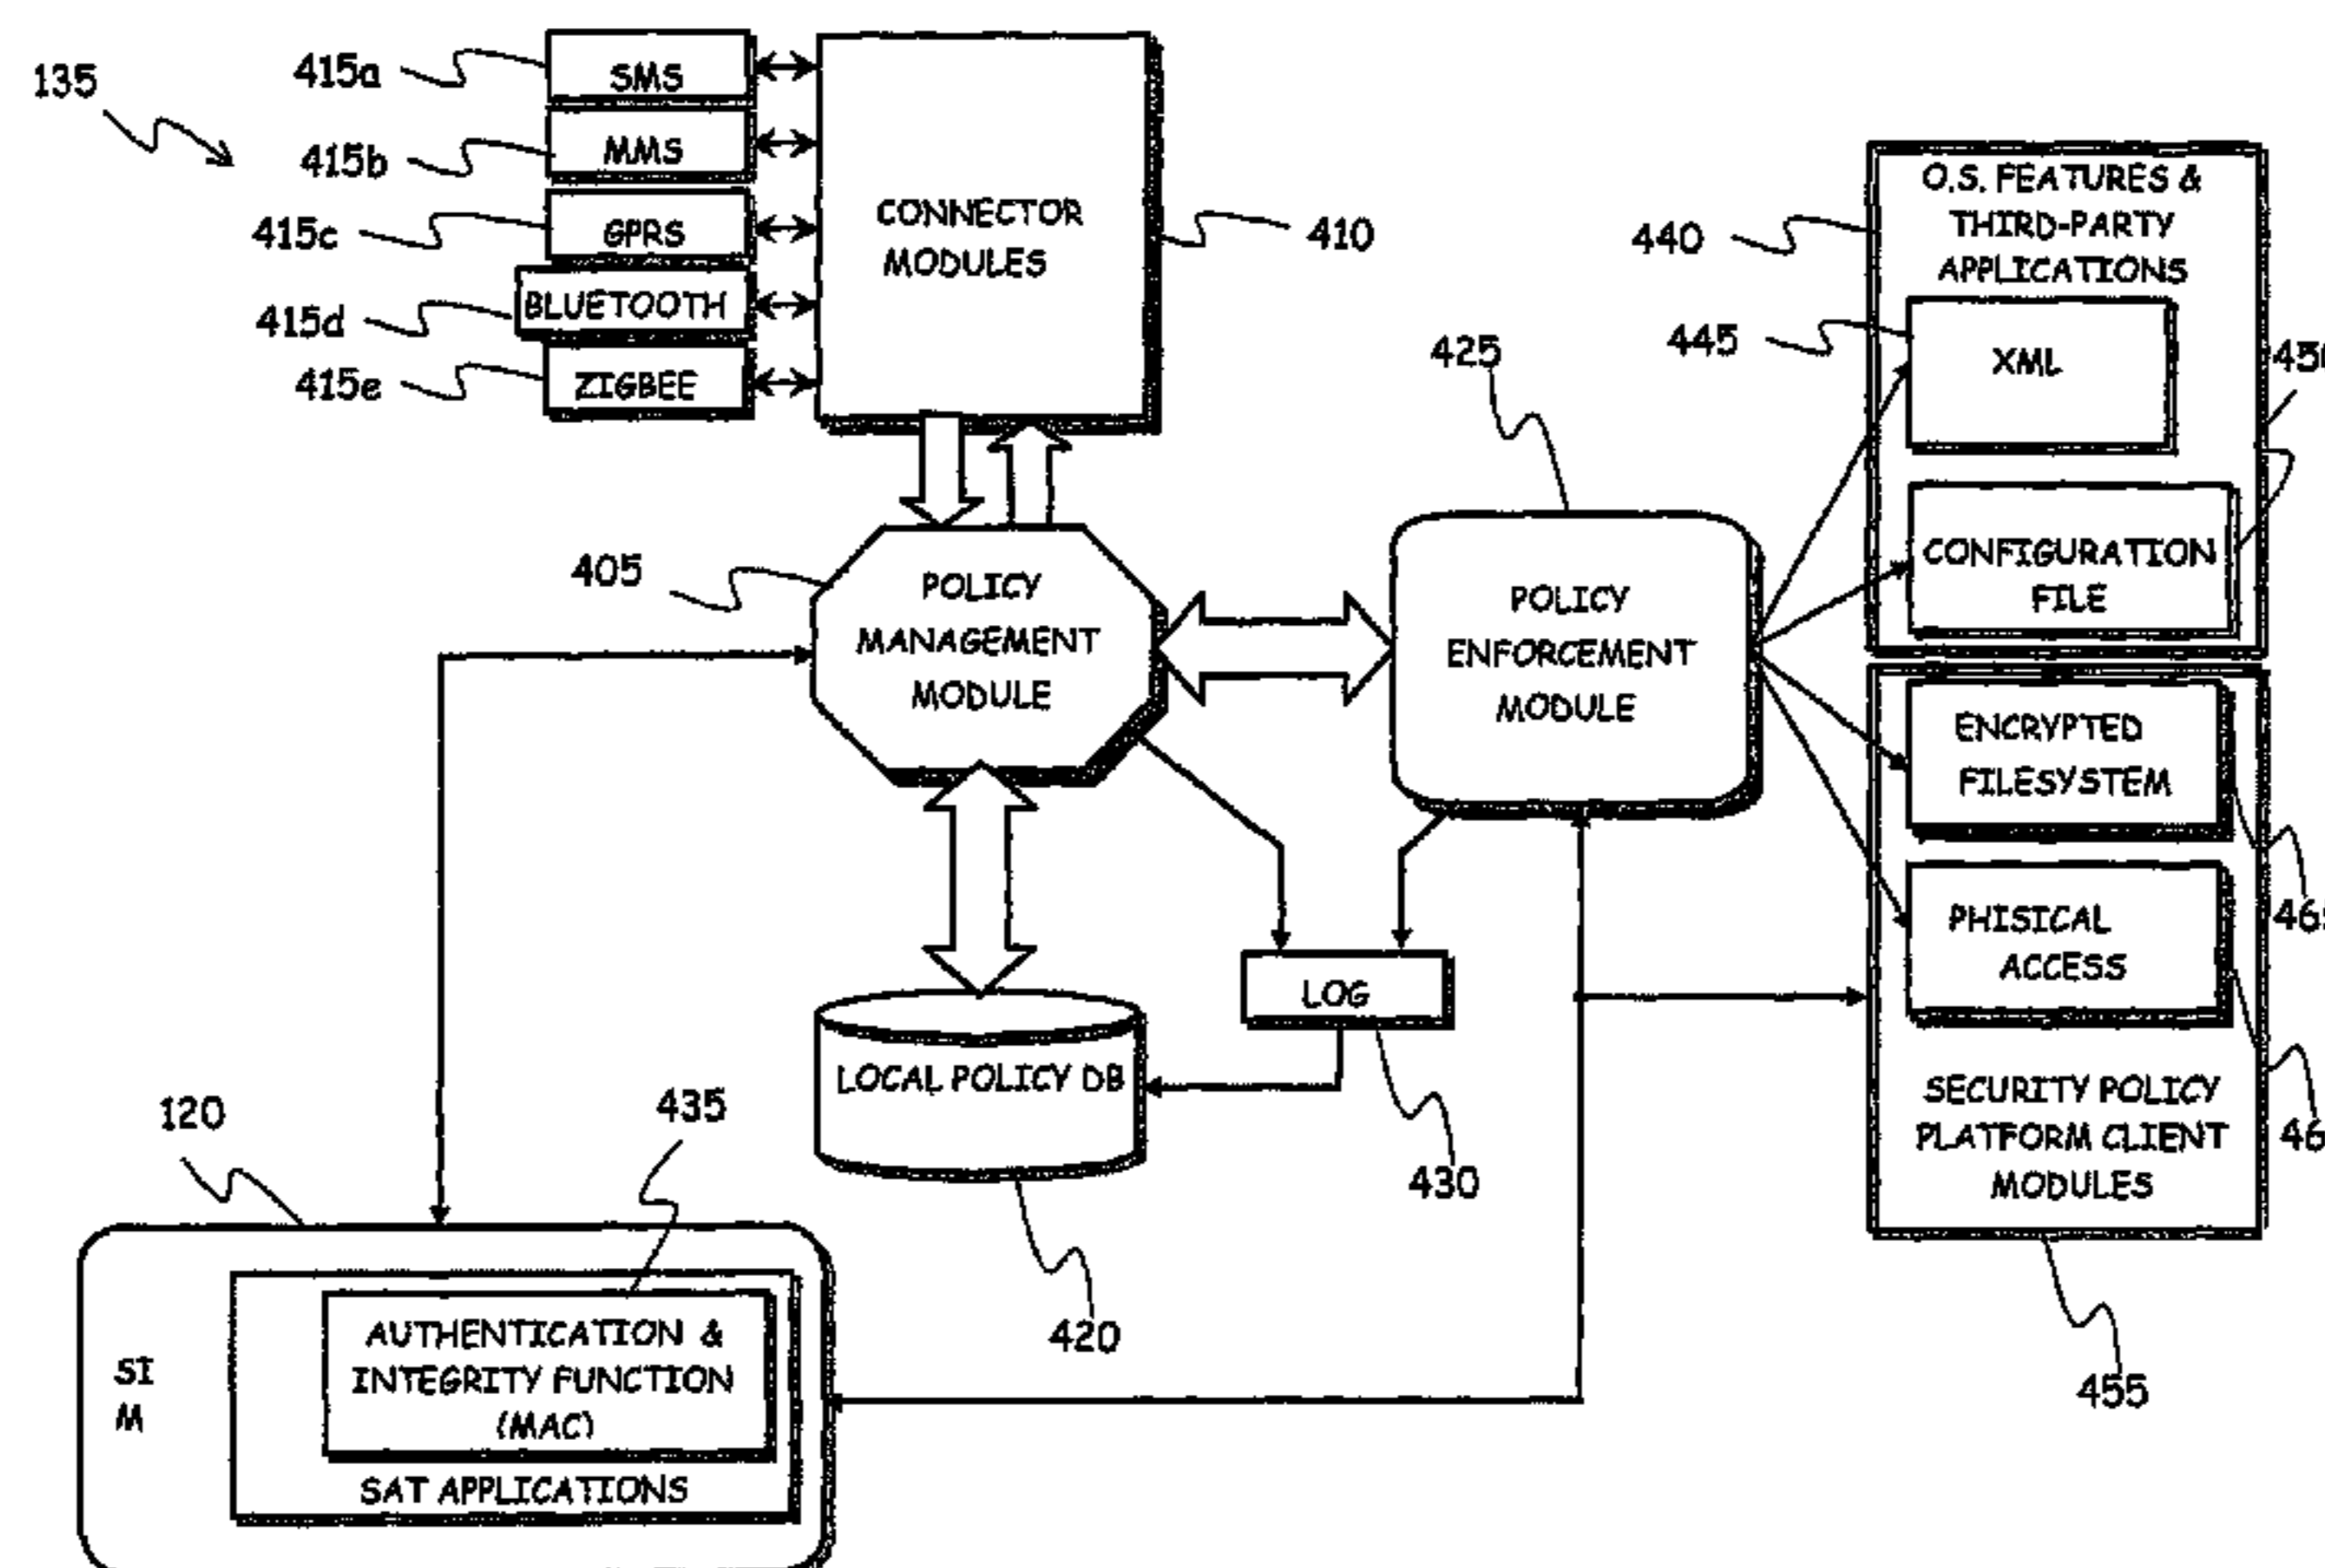 135
415a
SMS
415b
MMS
415c
GPRS
415d
BLUETOOTH
415e
ZIGBEE
CONNECTOR
MODULES
410
440
O.S. FEATURES &
THIRD-PARTY
APPLICATIONS
445
XML
CONFIGURATION
FILE
425
405
POLICY
MANAGEMENT
MODULE
POLICY
ENFORCEMENT
MODULE
ENCRYPTED
FILESYSTEM
PHISICAL
ACCESS
SECURITY POLICY
PLATFORM CLIENT
MODULES
455
LOG
430
LOCAL POLICY DB
420
120
435
SI
M
AUTHENTICATION &
INTEGRITY FUNCTION
(MAC)
SAT APPLICATIONS